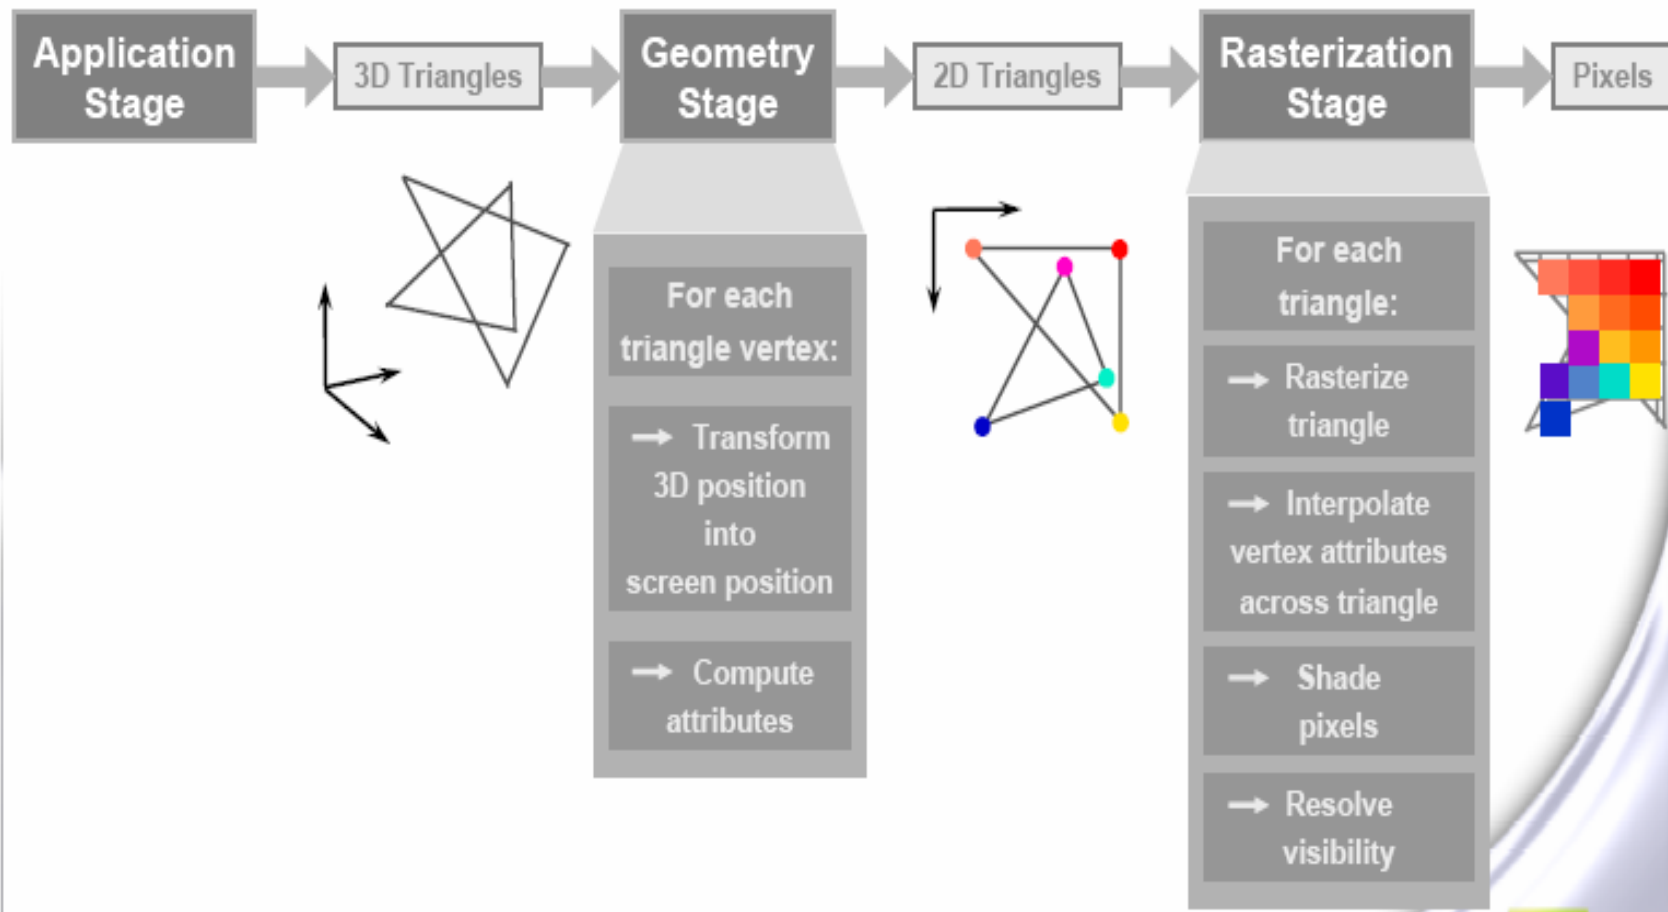 Application
Stage
3D Triangles
Geometry
Stage
2D Triangles
Rasterization
Stage
Pixels
For each
triangle vertex:
→ Transform
3D position
into
screen position
→ Compute
attributes
For each
triangle:
→ Rasterize
triangle
→ Interpolate
vertex attributes
across triangle
→ Shade
pixels
→ Resolve
visibility